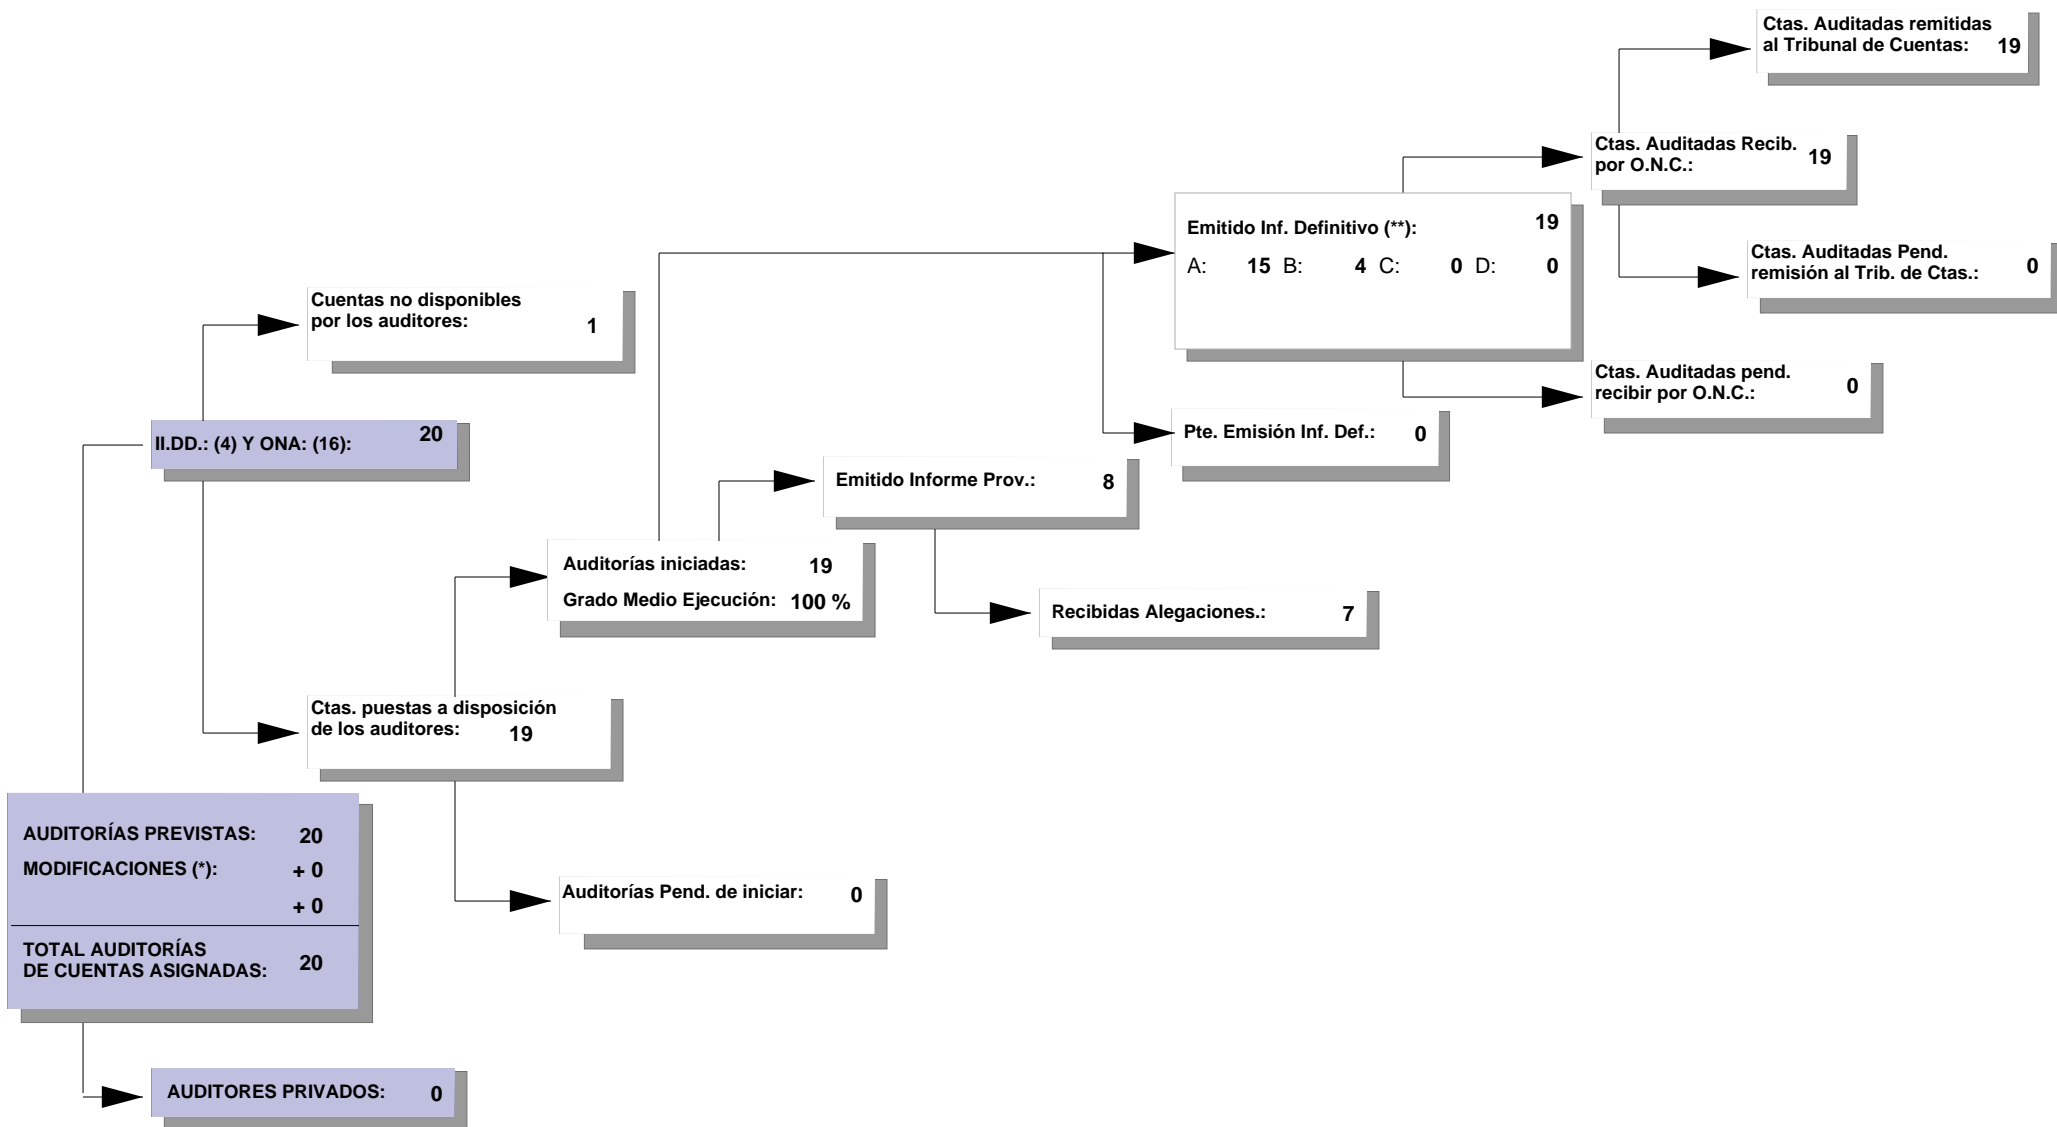 Ctas. Auditadas remitidas
al Tribunal de Cuentas: 19
Ctas. Auditadas Recib.
por O.N.C.: 19
Emitido Inf. Definitivo (**): 19
A: 15 B: 4 C: 0 D: 0
Ctas. Auditadas Pend.
remisión al Trib. de Ctas.: 0
Cuentas no disponibles
por los auditores: 1
Ctas. Auditadas pend.
recibir por O.N.C.: 0
II.DD.: (4) Y ONA: (16): 20
Pte. Emisión Inf. Def.: 0
Emitido Informe Prov.: 8
Auditorías iniciadas: 19
Grado Medio Ejecución: 100 %
Recibidas Alegaciones.: 7
Ctas. puestas a disposición
de los auditores: 19
AUDITORÍAS PREVISTAS: 20
MODIFICACIONES (*): + 0
+ 0
Auditorías Pend. de iniciar: 0
TOTAL AUDITORÍAS
DE CUENTAS ASIGNADAS: 20
AUDITORES PRIVADOS: 0